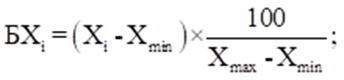 БХi = (Xi - Xmin) × 100 / (Xmax - Xmin);